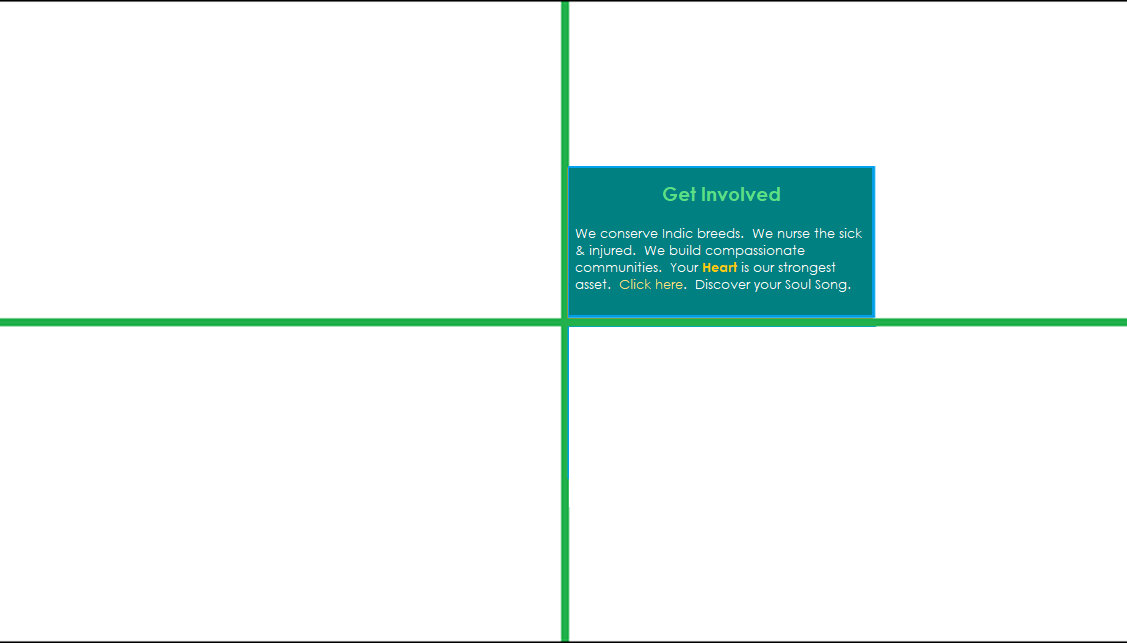 Get Involved
We conserve Indic breeds.  We nurse the sick
& injured.  We build compassionate
communities.  Your Heart is our strongest
asset.  Click here.  Discover your Soul Song.